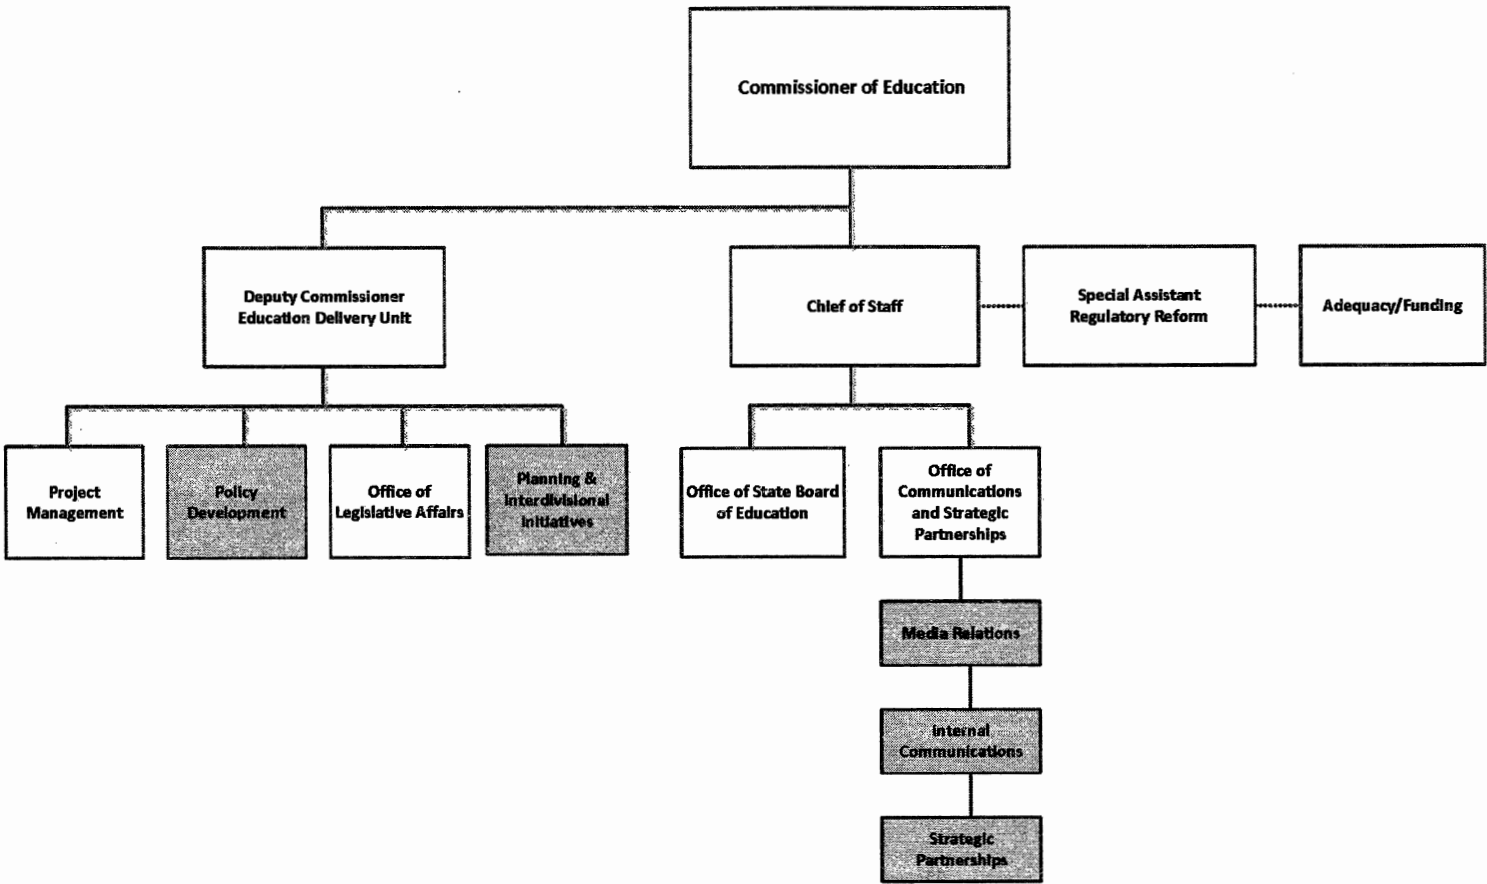 Commissioner of Education
Deputy Commissioner
Education Delivery Unit
Chief of Staff
Special Assistant
Regulatory Reform
Adequacy/Funding
Project
Management
Policy
Development
Office of
Legislative Affairs
Planning &
Interdivisional
Initiatives
Office of State Board
of Education
Office of
Communications
and Strategic
Partnerships
Media Relations
Internal
Communications
Strategic
Partnerships